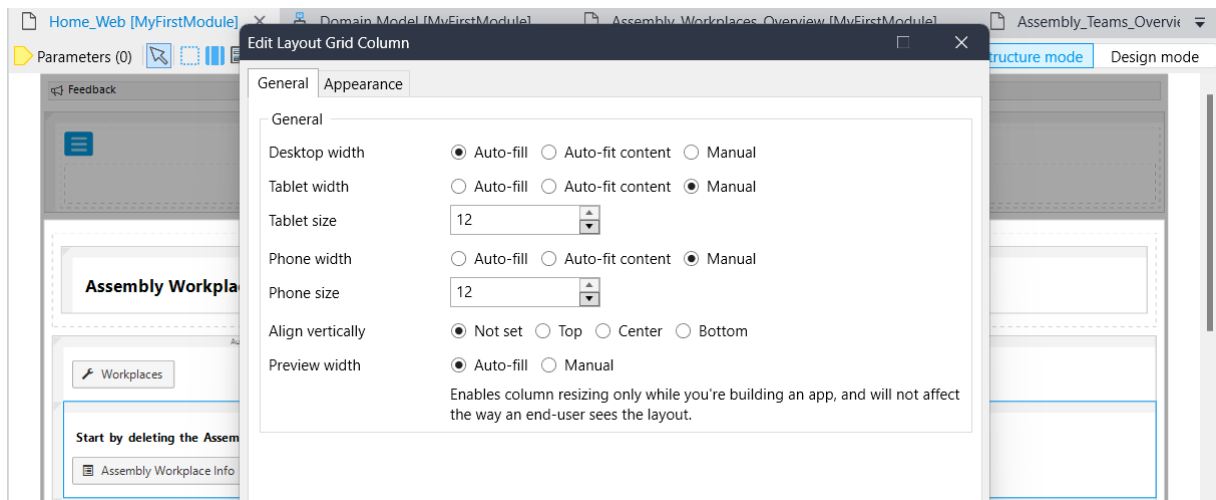 Home_Web [MyFirstModule] Domain Model [MyFirstModule] Assembly_Workplaces_Overview [MyFirstModule] Assembly_Teams_Overvie
Parameters (0) Edit Layout Grid Column tructure mode Design mode
Feedback
General Appearance
General
Desktop width Auto-fill Auto-fit content Manual
Tablet width Auto-fill Auto-fit content Manual
Tablet size 12
Phone width Auto-fill Auto-fit content Manual
Assembly Workpla
Phone size 12
Align vertically Not set Top Center Bottom
Au
Preview width Auto-fill Manual
Workplaces
Enables column resizing only while you're building an app, and will not affect
the way an end-user sees the layout.
Start by deleting the Assem
Assembly Workplace Info